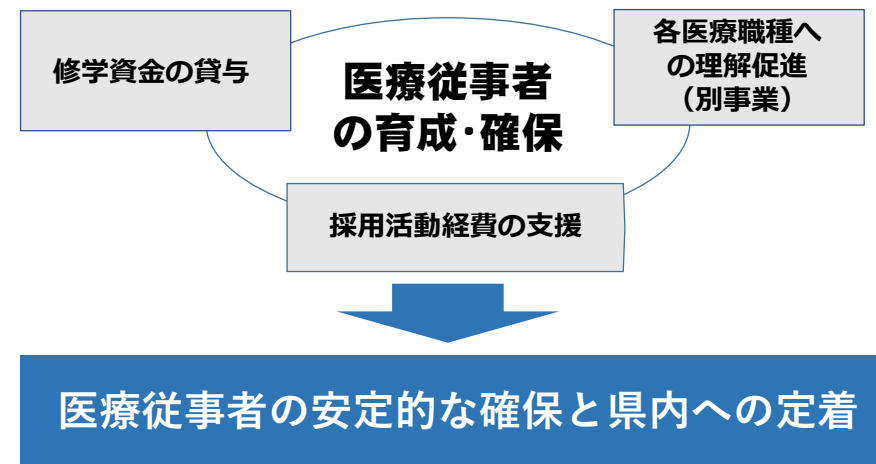 修学資金の貸与
各医療職種へ
の理解促進
（別事業）
医療従事者
の育成･確保
採用活動経費の支援
医療従事者の安定的な確保と県内への定着